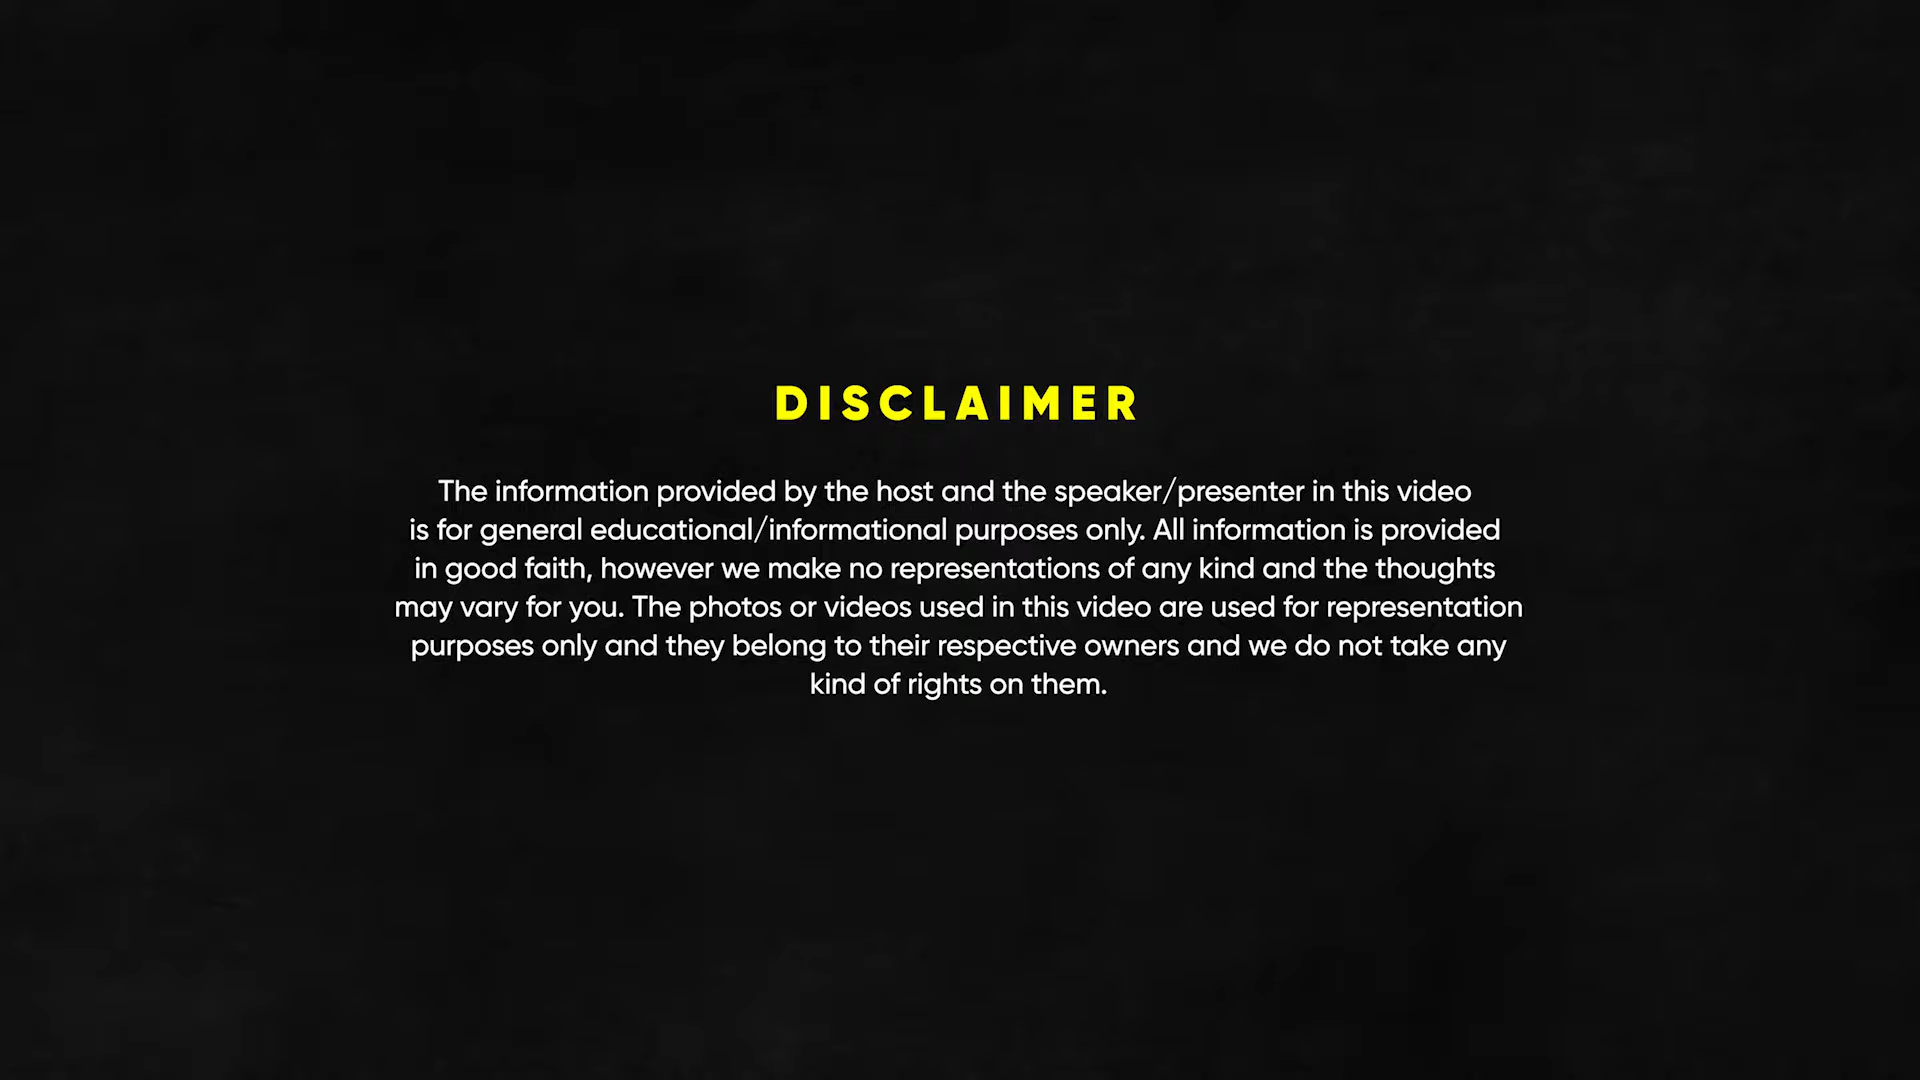 DISCLAIMER
The information provided by the host and the speaker/presenter in this video
is for general educational/informational purposes only. All information is provided
in good faith, however we make no representations of any kind and the thoughts
may vary for you. The photos or videos used in this video are used for representation
purposes only and they belong to their respective owners and we do not take any
kind of rights on them.